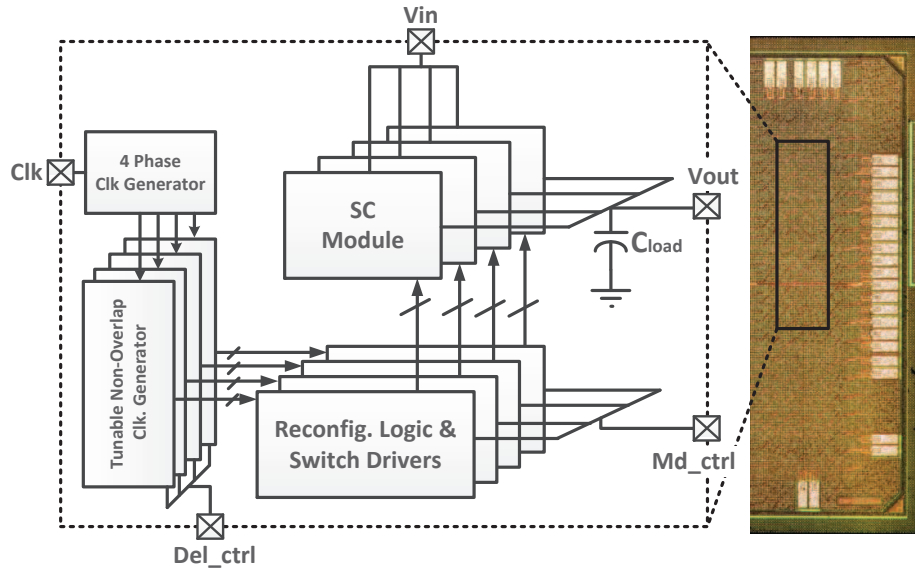 Vin
Clk
4 Phase
Clk Generator
SC
Module
Vout
Cload
Tunable Non-Overlap
Clk. Generator
Reconfig. Logic &
Switch Drivers
Md_ctrl
Del_ctrl